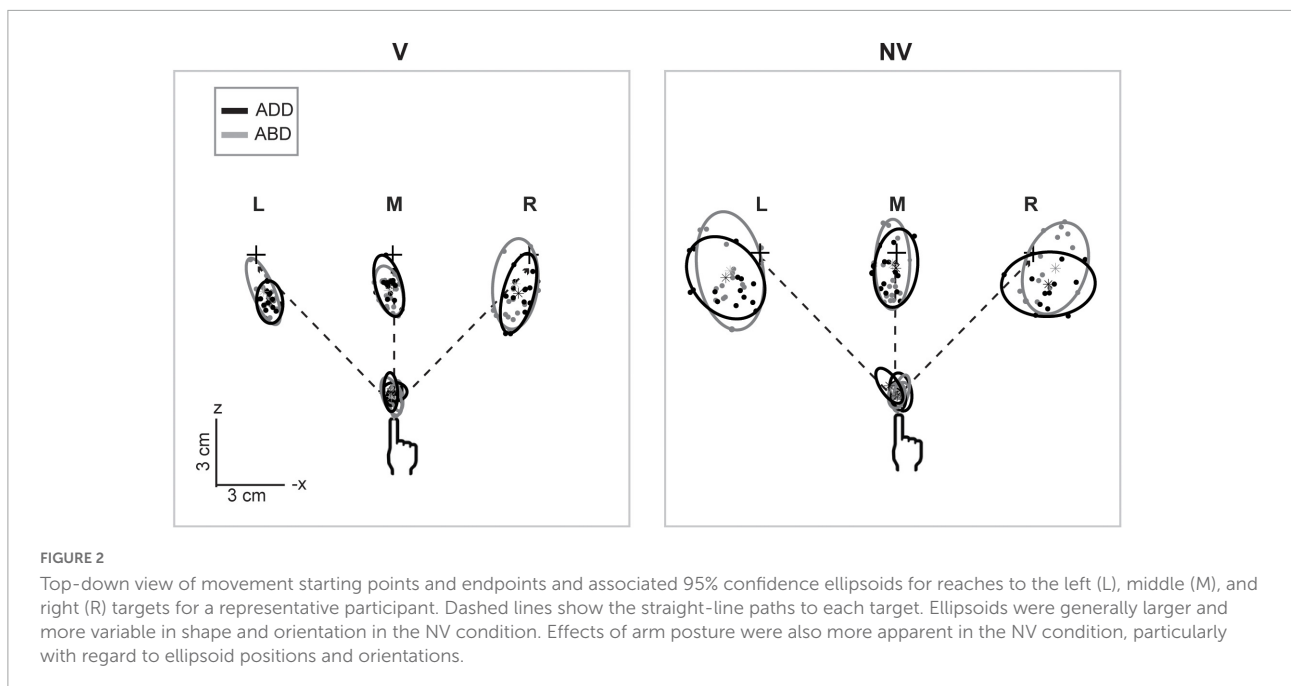 V
NV
ADD
ABD
L
M
R
L
M
R
z
3 cm
3 cm
-x
FIGURE 2
Top-down view of movement starting points and endpoints and associated 95% confidence ellipsoids for reaches to the left (L), middle (M), and
right (R) targets for a representative participant. Dashed lines show the straight-line paths to each target. Ellipsoids were generally larger and
more variable in shape and orientation in the NV condition. Effects of arm posture were also more apparent in the NV condition, particularly
with regard to ellipsoid positions and orientations.